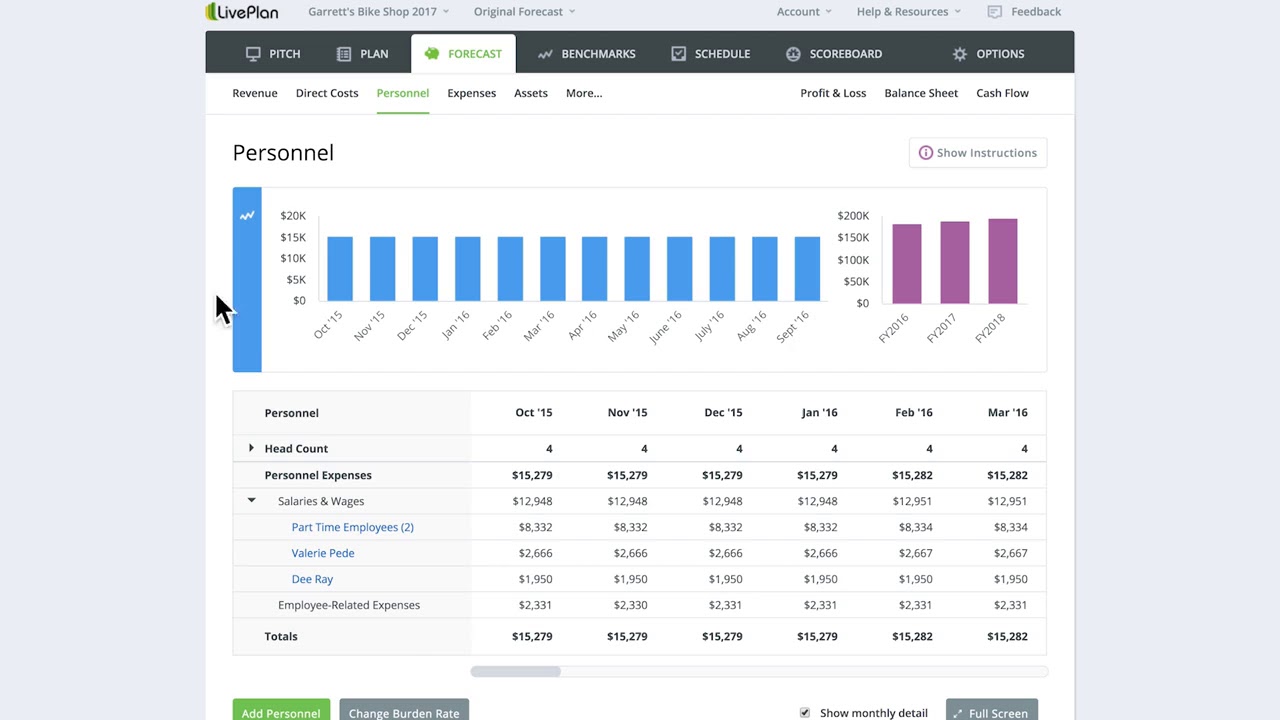 LivePlan Garrett's Bike Shop 2017 Original Forecast Account Help & Resources Feedback
PITCH PLAN FORECAST BENCHMARKS SCHEDULE SCOREBOARD OPTIONS
Revenue Direct Costs Personnel Expenses Assets More... Profit & Loss Balance Sheet Cash Flow
Personnel Show Instructions
$20K $200K
$15K $150K
$10K $100K
$5K $50K
$0 $0
Oct '15 Nov '15 Dec '15 Jan '16 Feb '16 Mar '16 Apr '16 May '16 June '16 July '16 Aug '16 Sept '16 FY2016 FY2017 FY2018
Personnel Oct '15 Nov '15 Dec '15 Jan '16 Feb '16 Mar '16
Head Count 4 4 4 4 4 4
Personnel Expenses $15,279 $15,279 $15,279 $15,279 $15,282 $15,282
Salaries & Wages $12,948 $12,948 $12,948 $12,948 $12,951 $12,951
Part Time Employees (2) $8,332 $8,332 $8,332 $8,332 $8,334 $8,334
Valerie Pede $2,666 $2,666 $2,666 $2,666 $2,667 $2,667
Dee Ray $1,950 $1,950 $1,950 $1,950 $1,950 $1,950
Employee-Related Expenses $2,331 $2,330 $2,331 $2,331 $2,331 $2,331
Totals $15,279 $15,279 $15,279 $15,279 $15,282 $15,282
Add Personnel Change Burden Rate Show monthly detail Full Screen